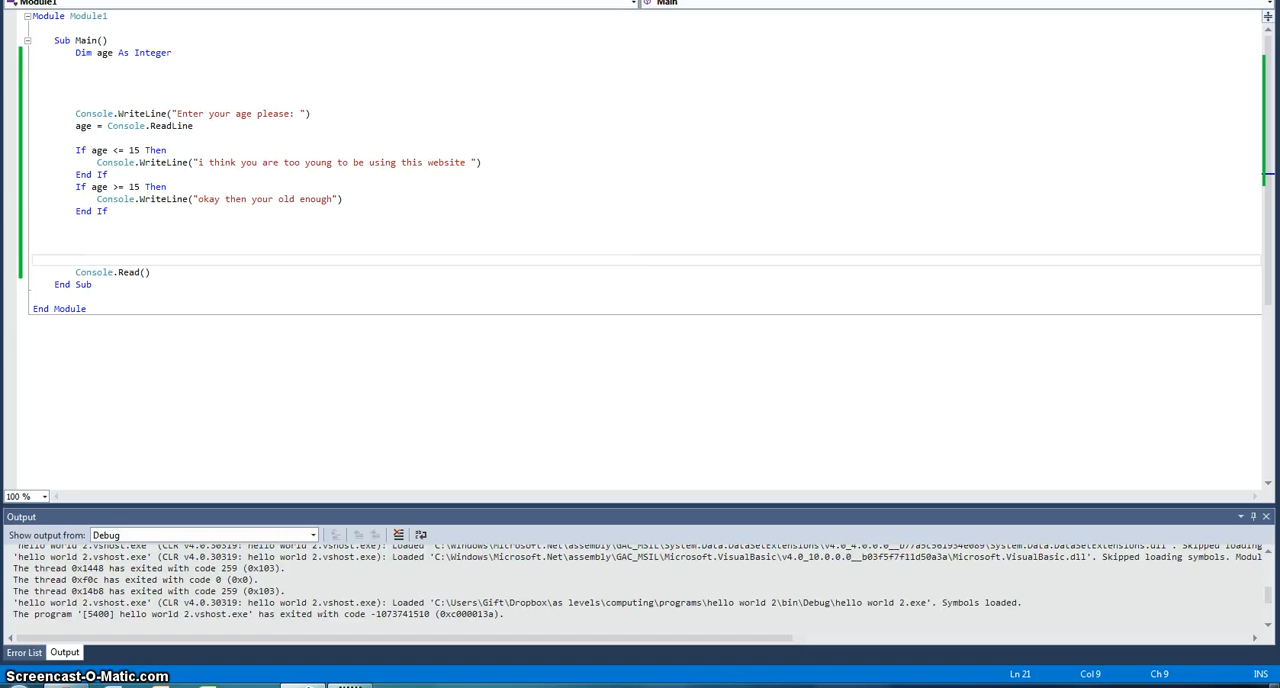 Module1
Main
Module Module1
Sub Main()
Dim age As Integer
Console.WriteLine("Enter your age please: ")
age = Console.ReadLine
If age <= 15 Then
Console.WriteLine("i think you are too young to be using this website ")
End If
If age >= 15 Then
Console.WriteLine("okay then your old enough")
End If
Console.Read()
End Sub
End Module
100 %
Output
Show output from: Debug
'hello world 2.vshost.exe' (CLR v4.0.30319: hello world 2.vshost.exe): Loaded 'C:\Windows\Microsoft.Net\assembly\GAC_MSIL\System.Data.DataSetExtensions\v4.0_4.0.0.0__b77a5c561934e089\System.Data.DataSetExtensions.dll'. Skipped loading
'hello world 2.vshost.exe' (CLR v4.0.30319: hello world 2.vshost.exe): Loaded 'C:\Windows\Microsoft.Net\assembly\GAC_MSIL\Microsoft.VisualBasic\v4.0_10.0.0.0__b03f5f7f11d50a3a\Microsoft.VisualBasic.dll'. Skipped loading symbols. Modul
The thread 0x1448 has exited with code 259 (0x103).
The thread 0xf0c has exited with code 0 (0x0).
The thread 0x14b8 has exited with code 259 (0x103).
'hello world 2.vshost.exe' (CLR v4.0.30319: hello world 2.vshost.exe): Loaded 'C:\Users\Gift\Dropbox\as levels\computing\programs\hello world 2\bin\Debug\hello world 2.exe'. Symbols loaded.
The program '[5400] hello world 2.vshost.exe' has exited with code -1073741510 (0xc000013a).
Error List Output
Screencast-O-Matic.com
Ln 21 Col 9 Ch 9 INS